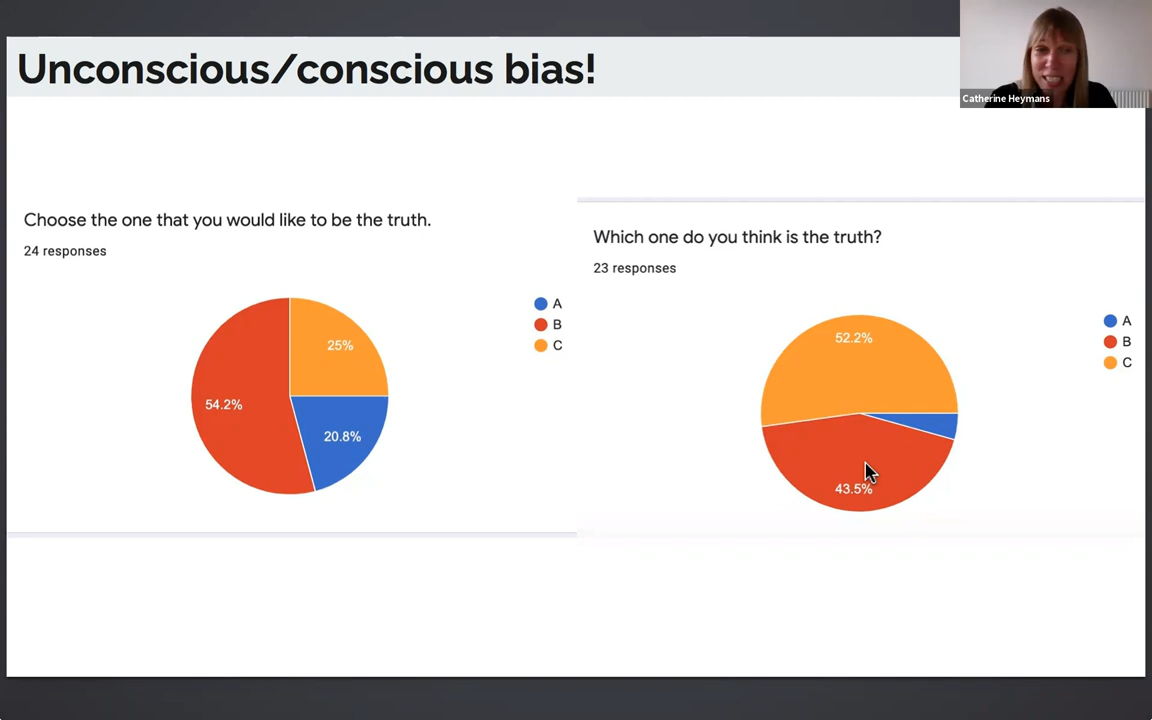 Unconscious/conscious bias!
Catherine Heymans
Choose the one that you would like to be the truth.
24 responses
A
B
C
25%
54.2%
20.8%
Which one do you think is the truth?
23 responses
A
B
C
52.2%
43.5%